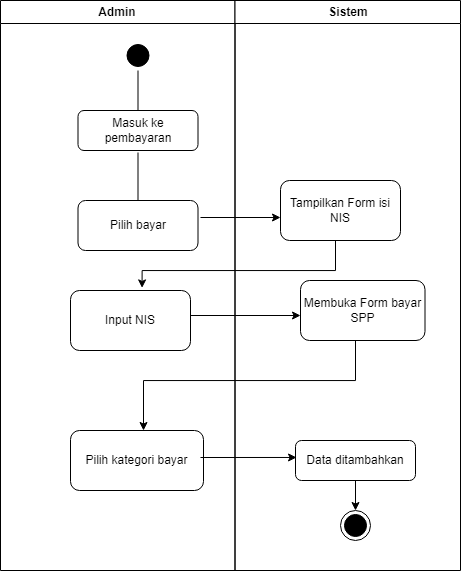 Admin
Sistem
Masuk ke
pembayaran
Pilih bayar
Tampilkan Form isi
NIS
Input NIS
Membuka Form bayar
SPP
Pilih kategori bayar
Data ditambahkan